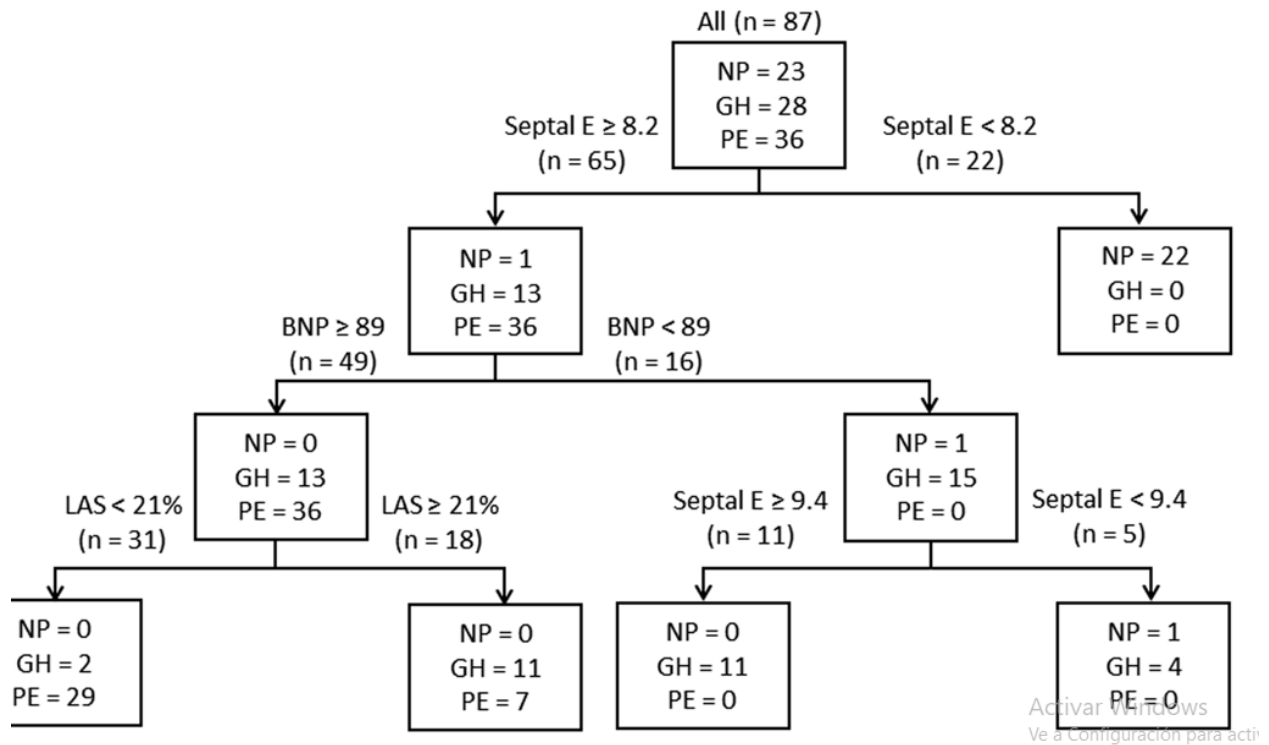 All (n = 87)
NP = 23
GH = 28
PE = 36
Septal E ≥ 8.2
(n = 65)
Septal E < 8.2
(n = 22)
NP = 1
GH = 13
PE = 36
NP = 22
GH = 0
PE = 0
BNP ≥ 89
(n = 49)
BNP < 89
(n = 16)
NP = 0
GH = 13
PE = 36
NP = 1
GH = 15
PE = 0
LAS < 21%
(n = 31)
LAS ≥ 21%
(n = 18)
Septal E ≥ 9.4
(n = 11)
Septal E < 9.4
(n = 5)
NP = 0
GH = 2
PE = 29
NP = 0
GH = 11
PE = 7
NP = 0
GH = 11
PE = 0
NP = 1
GH = 4
PE = 0
Activar Windows
Ve a Configuración para acti